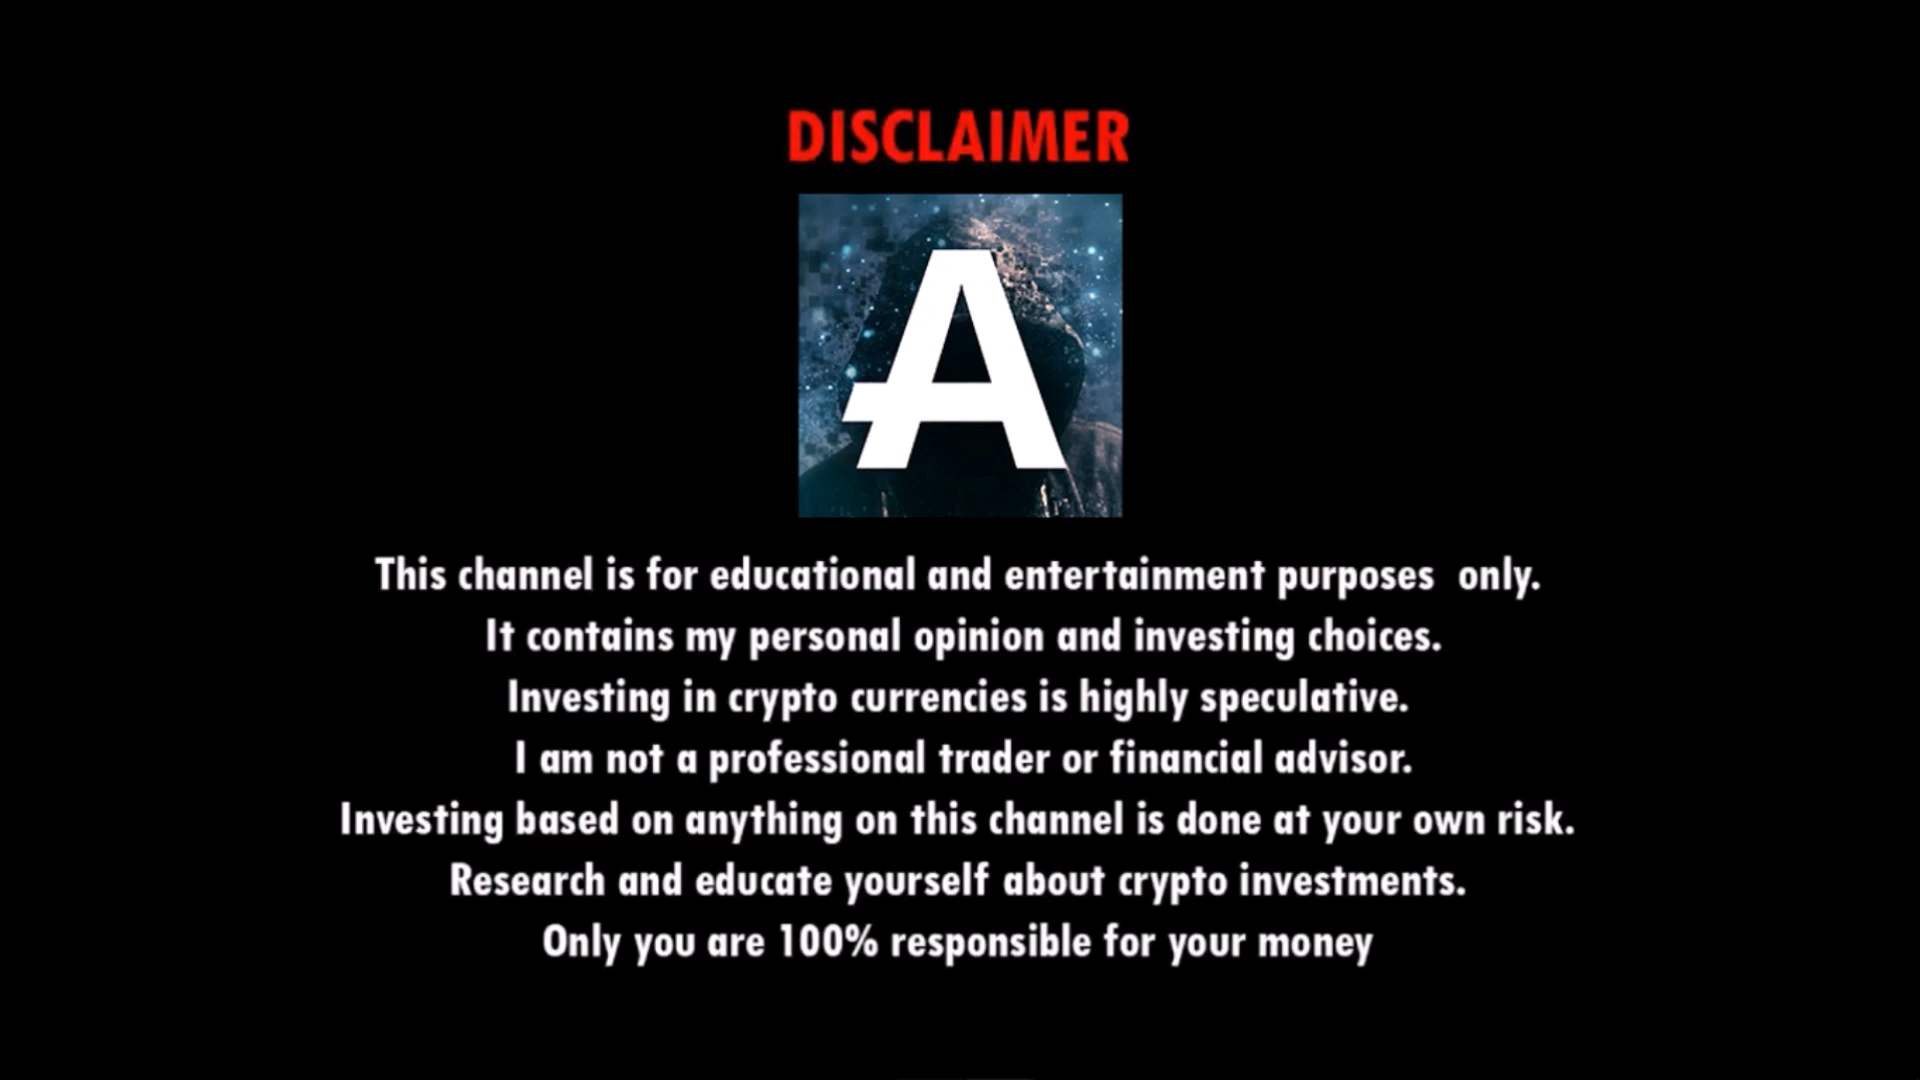 DISCLAIMER
A
This channel is for educational and entertainment purposes  only.
It contains my personal opinion and investing choices.
Investing in crypto currencies is highly speculative.
I am not a professional trader or financial advisor.
Investing based on anything on this channel is done at your own risk.
Research and educate yourself about crypto investments.
Only you are 100% responsible for your money